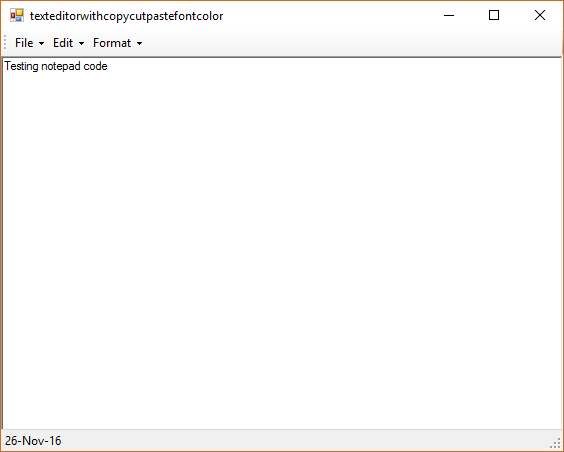 texteditorwithcopycutpastefontcolor
File Edit Format
Testing notepad code
26-Nov-16